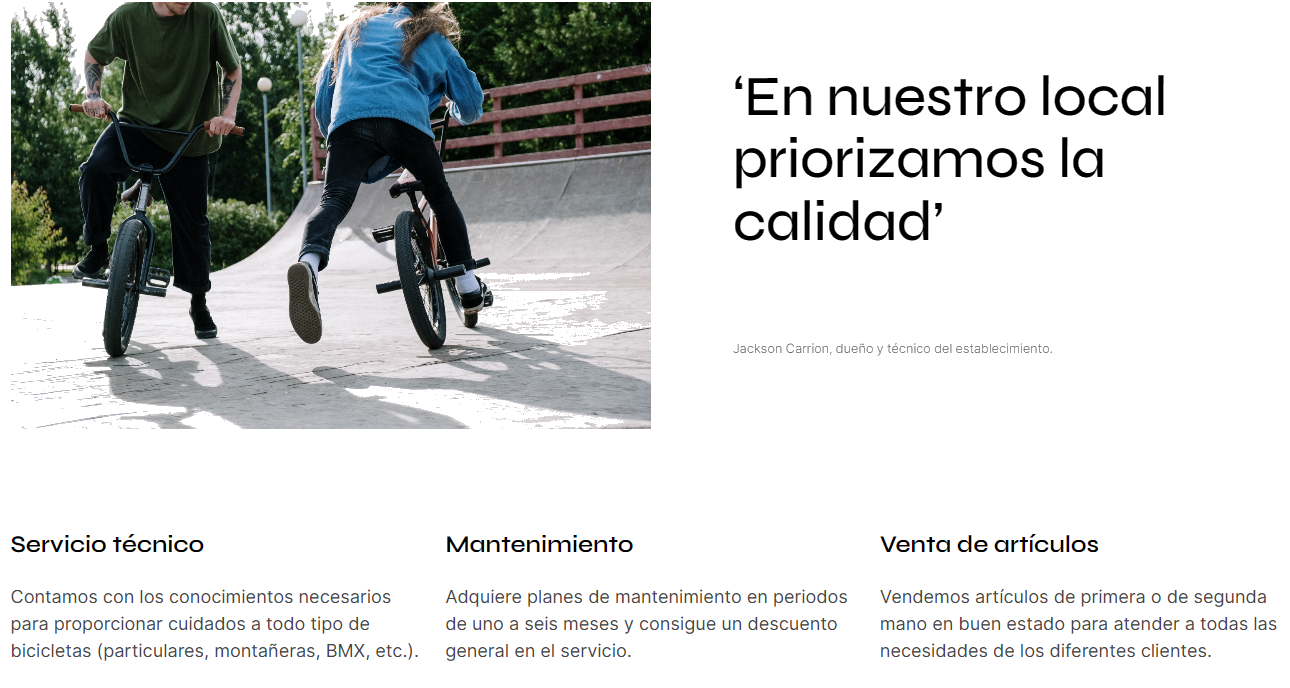 ‘En nuestro local
priorizamos la
calidad’
Jackson Carrion, dueño y técnico del establecimiento.
Servicio técnico
Contamos con los conocimientos necesarios
para proporcionar cuidados a todo tipo de
bicicletas (particulares, montañeras, BMX, etc.).
Mantenimiento
Adquiere planes de mantenimiento en periodos
de uno a seis meses y consigue un descuento
general en el servicio.
Venta de artículos
Vendemos artículos de primera o de segunda
mano en buen estado para atender a todas las
necesidades de los diferentes clientes.